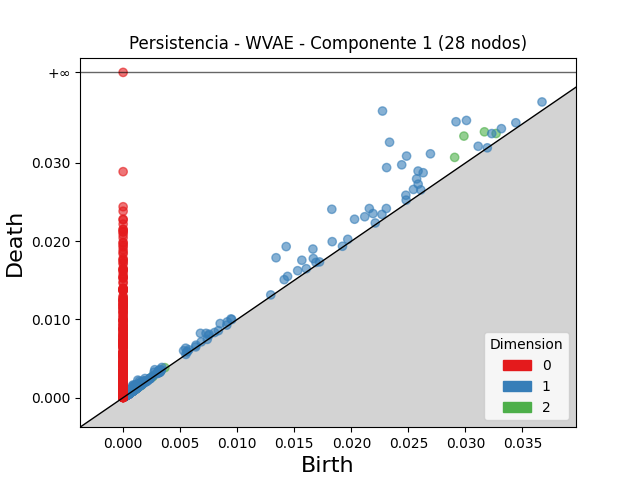 Persistencia - WVAE - Componente 1 (28 nodos)
+∞
0.030
0.020
0.010
0.000
Death
Dimension
0
1
2
0.000 0.005 0.010 0.015 0.020 0.025 0.030 0.035
Birth